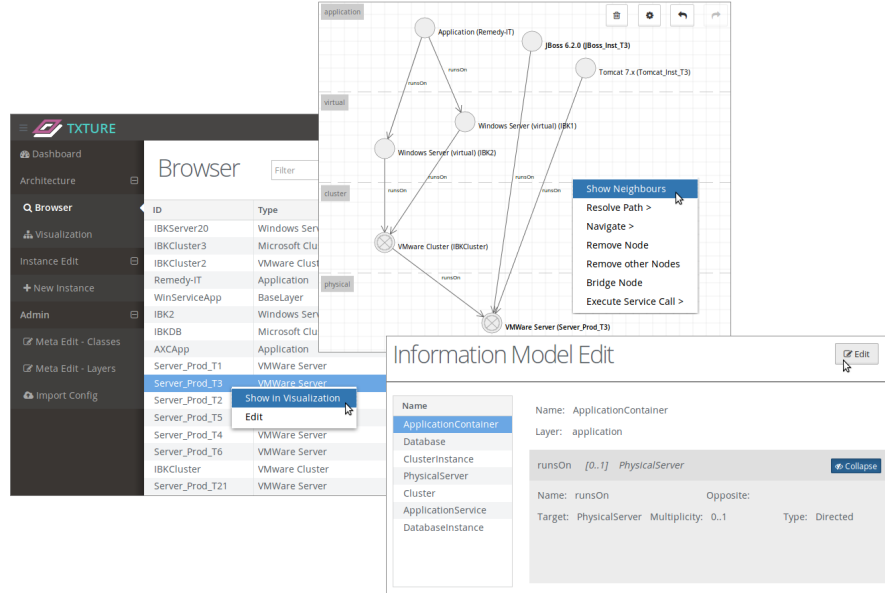 application
Application (Remedy-IT)
JBoss 6.2.0 (JBoss_Inst_T3)
Tomcat 7.x (Tomcat_Inst_T3)
runsOn
runsOn
virtual
Windows Server (virtual) (IBK1)
Windows Server (virtual) (IBK2)
runsOn
runsOn
runsOn
runsOn
cluster
VMware Cluster (IBKCluster)
runsOn
physical
VMWare Server (Server_Prod_T3)
Show Neighbours
Resolve Path >
Navigate >
Remove Node
Remove other Nodes
Bridge Node
Execute Service Call >
TXTURE
Dashboard
Architecture
Browser
Visualization
Instance Edit
New Instance
Admin
Meta Edit - Classes
Meta Edit - Layers
Import Config
Browser
Filter
ID Type
IBKServer20 Windows Serv
IBKCluster3 Microsoft Clu
IBKCluster2 VMware Clust
Remedy-IT Application
WinServiceApp BaseLayer
IBK2 Windows Serv
IBKDB Microsoft Clu
AXCApp Application
Server_Prod_T1 VMWare Server
Server_Prod_T3 VMWare Server
Server_Prod_T2
Server_Prod_T5
Server_Prod_T4 VMWare Server
Server_Prod_T6 VMWare Server
IBKCluster VMware Cluster
Server_Prod_T21 VMWare Server
Show in Visualization
Edit
Information Model Edit
Edit
Name
ApplicationContainer
Database
ClusterInstance
PhysicalServer
Cluster
ApplicationService
DatabaseInstance
Name: ApplicationContainer
Layer: application
runsOn [0..1] PhysicalServer
Collapse
Name: runsOn Opposite:
Target: PhysicalServer Multiplicity: 0..1 Type: Directed